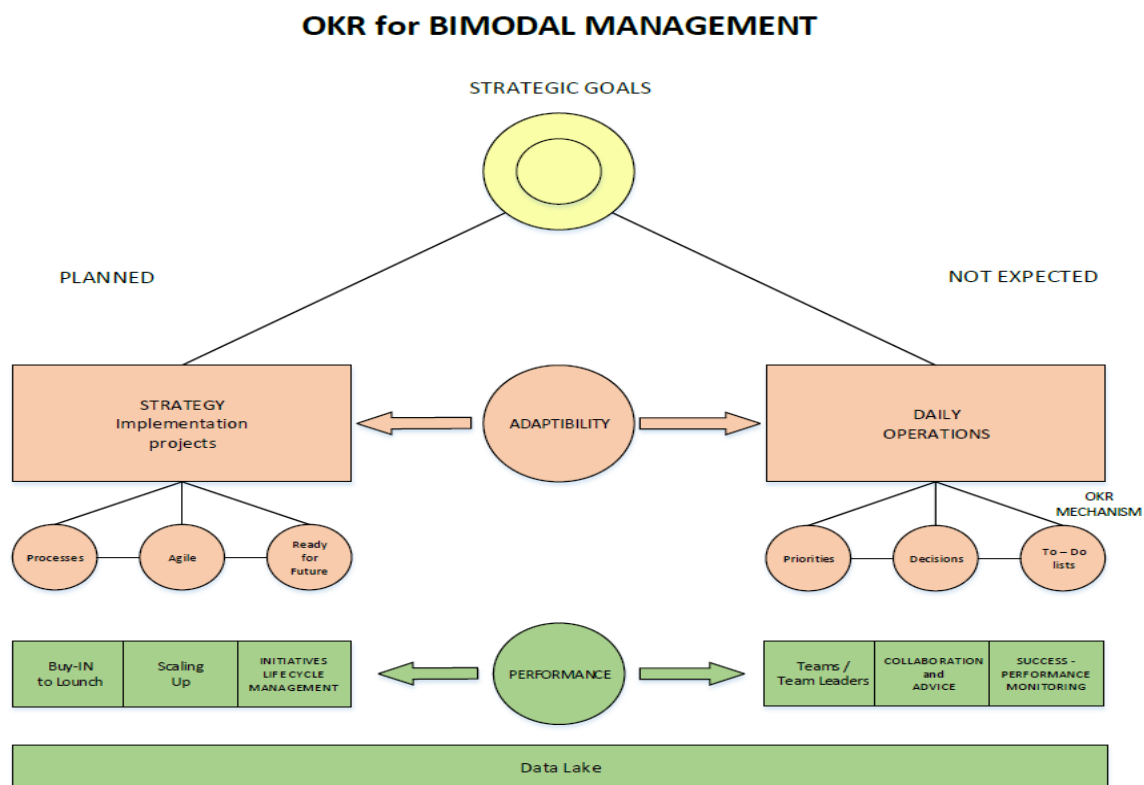 OKR for BIMODAL MANAGEMENT
STRATEGIC GOALS
PLANNED
NOT EXPECTED
STRATEGY
Implementation
projects
ADAPTIBILITY
DAILY
OPERATIONS
OKR
MECHANISM
Processes
Agile
Ready
for
Future
Priorities
Decisions
To – Do
lists
Buy-IN
to Lounch
Scaling
Up
INITIATIVES
LIFE CYCLE
MANAGEMENT
PERFORMANCE
Teams /
Team Leaders
COLLABORATION
and
ADVICE
SUCCESS -
PERFORMANCE
MONITORING
Data Lake